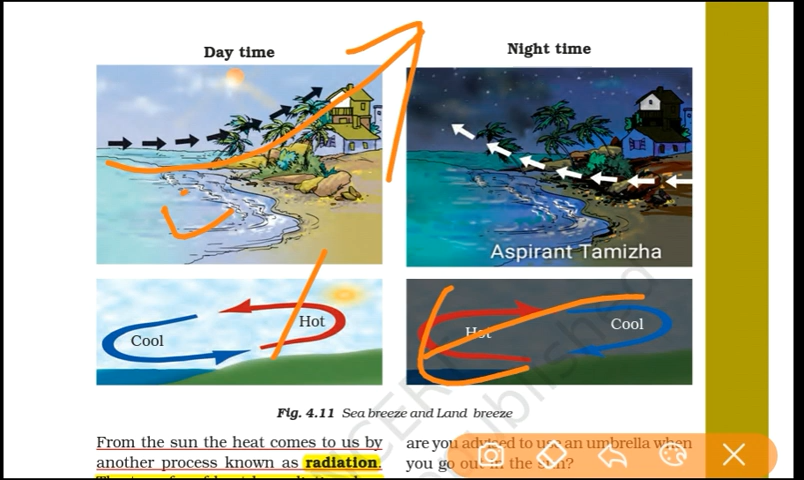 Day time
Night time
Aspirant Tamizha
Hot
Cool
Hot
Cool
Fig. 4.11 Sea breeze and Land breeze
From the sun the heat comes to us by
another process known as radiation.
are you advised to use an umbrella when
you go out in the sun?